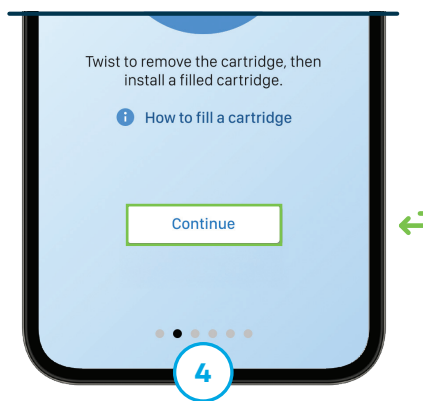 Twist to remove the cartridge, then
install a filled cartridge.
i How to fill a cartridge
Continue
4